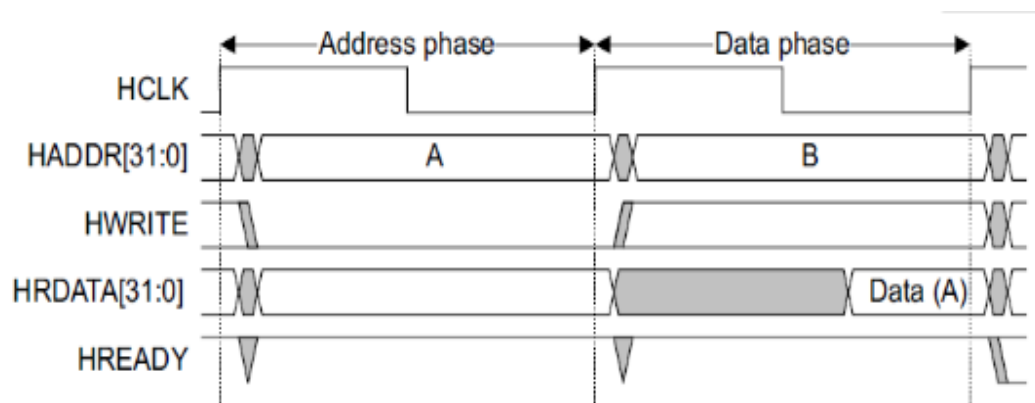 Address phase Data phase
HCLK
HADDR[31:0] A B
HWRITE
HRDATA[31:0] Data (A)
HREADY